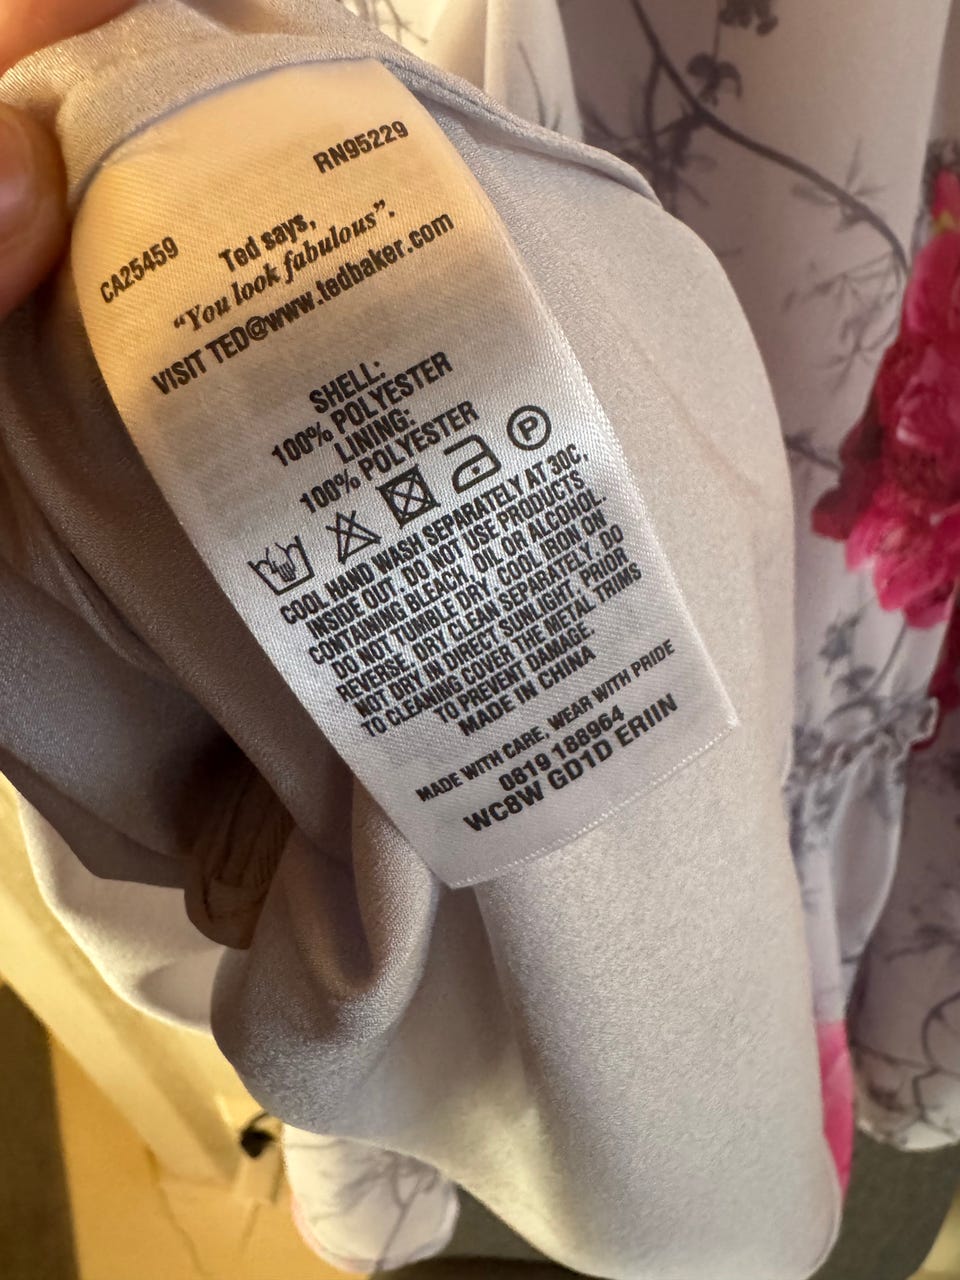 RN95229
CA25459
Ted says,
"You look fabulous".
VISIT TED@www.tedbaker.com
SHELL:
100% POLYESTER
LINING:
100% POLYESTER
P
COOL HAND WASH SEPARATELY AT 30C,
INSIDE OUT. DO NOT USE PRODUCTS
CONTAINING BLEACH, OIL OR ALCOHOL.
DO NOT TUMBLE DRY. COOL IRON ON
REVERSE. DRY CLEAN SEPARATELY. DO
NOT DRY IN DIRECT SUNLIGHT. PRIOR
TO CLEANING COVER THE METAL TRIMS
TO PREVENT DAMAGE.
MADE IN CHINA
MADE WITH CARE, WEAR WITH PRIDE
0819 188964
WC8W GD1D ERIIN